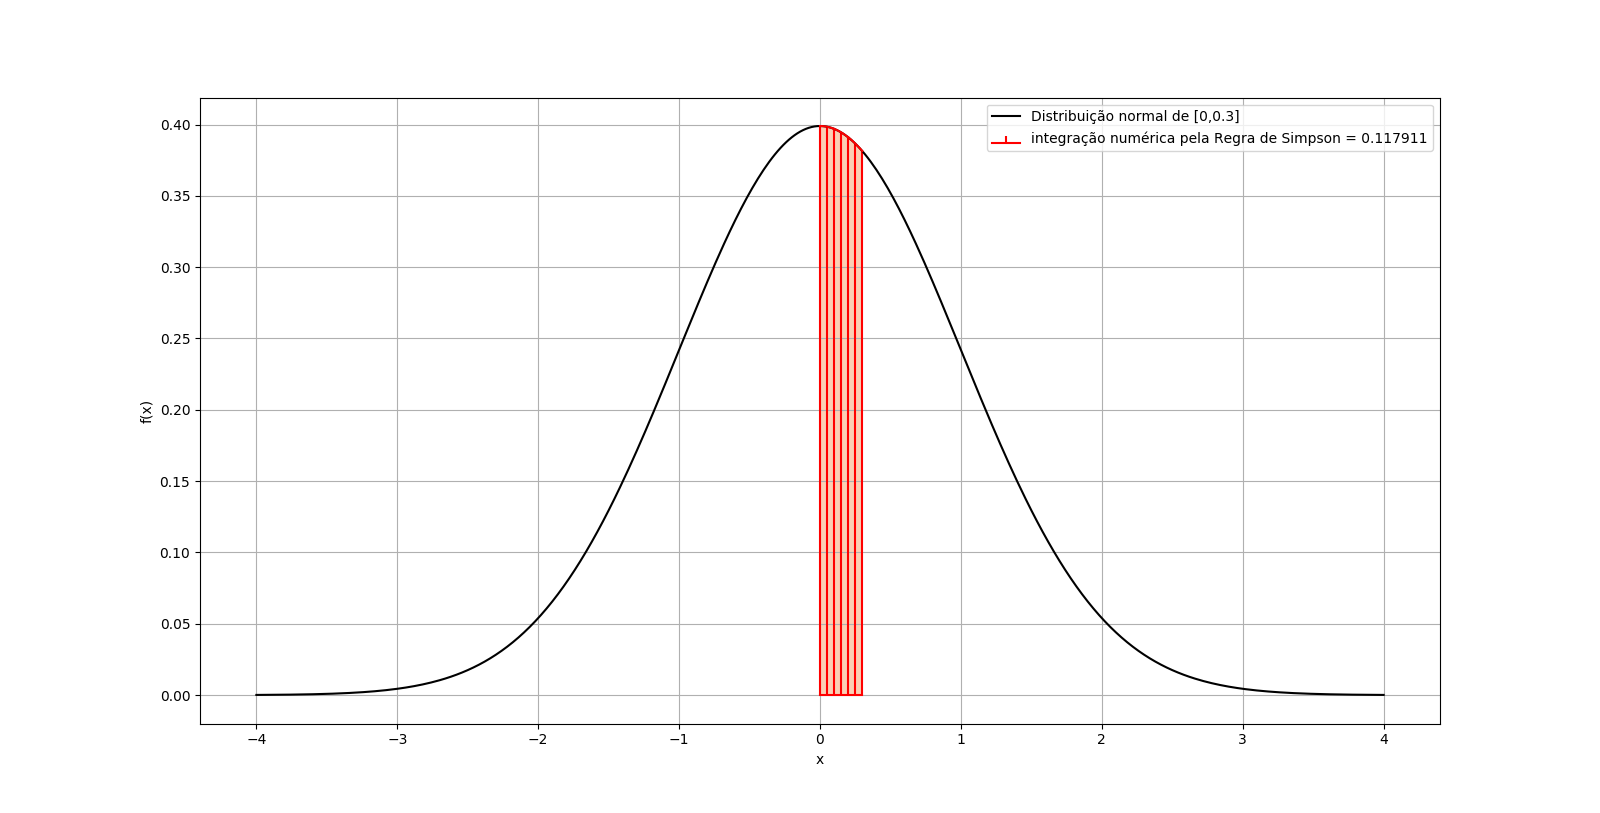 Distribuição normal de [0,0.3]
integração numérica pela Regra de Simpson = 0.117911
0.40
0.35
0.30
0.25
0.20
0.15
0.10
0.05
0.00
f(x)
−4 −3 −2 −1 0 1 2 3 4
x